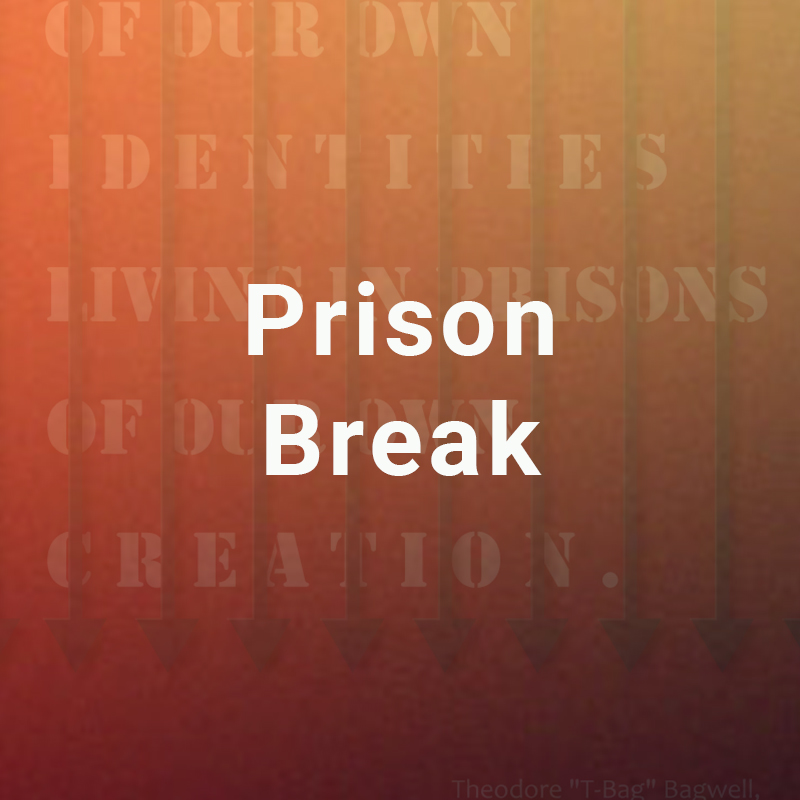 OF OUR OWN
IDENTITIES
LIVING IN PRISONS
Prison
OF OUR OWN
Break
CREATION.
Theodore "T-Bag" Bagwell.